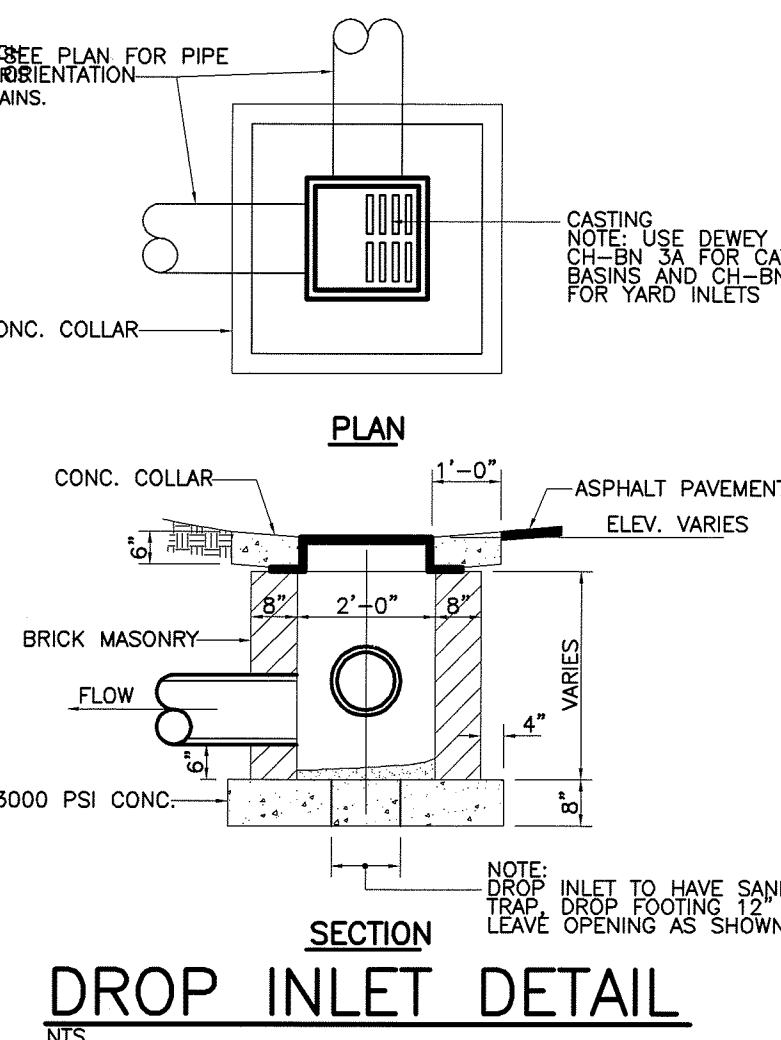 SEE PLAN FOR PIPE
ORIENTATION
AINS.
CASTING
NOTE: USE DEWEY
CH-BN 3A FOR CA
BASINS AND CH-BN
FOR YARD INLETS
ONC. COLLAR
PLAN
CONC. COLLAR
1'-0"
ASPHALT PAVEMENT
ELEV. VARIES
6"
8"
2'-0"
8"
BRICK MASONRY
VARIES
FLOW
4"
6"
3000 PSI CONC.
8"
NOTE:
DROP INLET TO HAVE SAN
TRAP, DROP FOOTING 12"
LEAVE OPENING AS SHOWN
SECTION
DROP INLET DETAIL
NTS